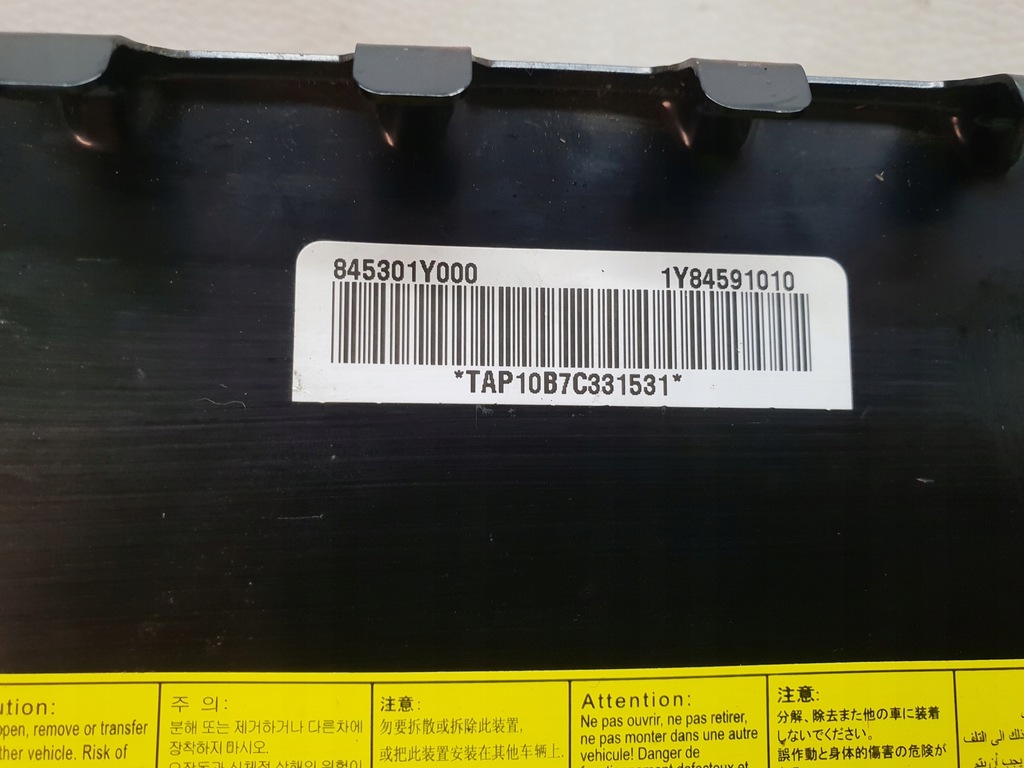 845301Y000 1Y84591010
*TAP10B7C331531*
ution:
open, remove or transfer
ther vehicle. Risk of
주 의:
분해 또는 제거하거나 다른차에
장착하지 마시오.
注意:
勿要拆散或拆除此装置,
或把此装置安装在其他车辆上.
Attention:
Ne pas ouvrir, ne pas retirer,
ne pas monter dans une autre
vehicule! Danger de
注意:
分解、除去また他の車に装着
しないでください。
誤作動と身体的傷害の危険が